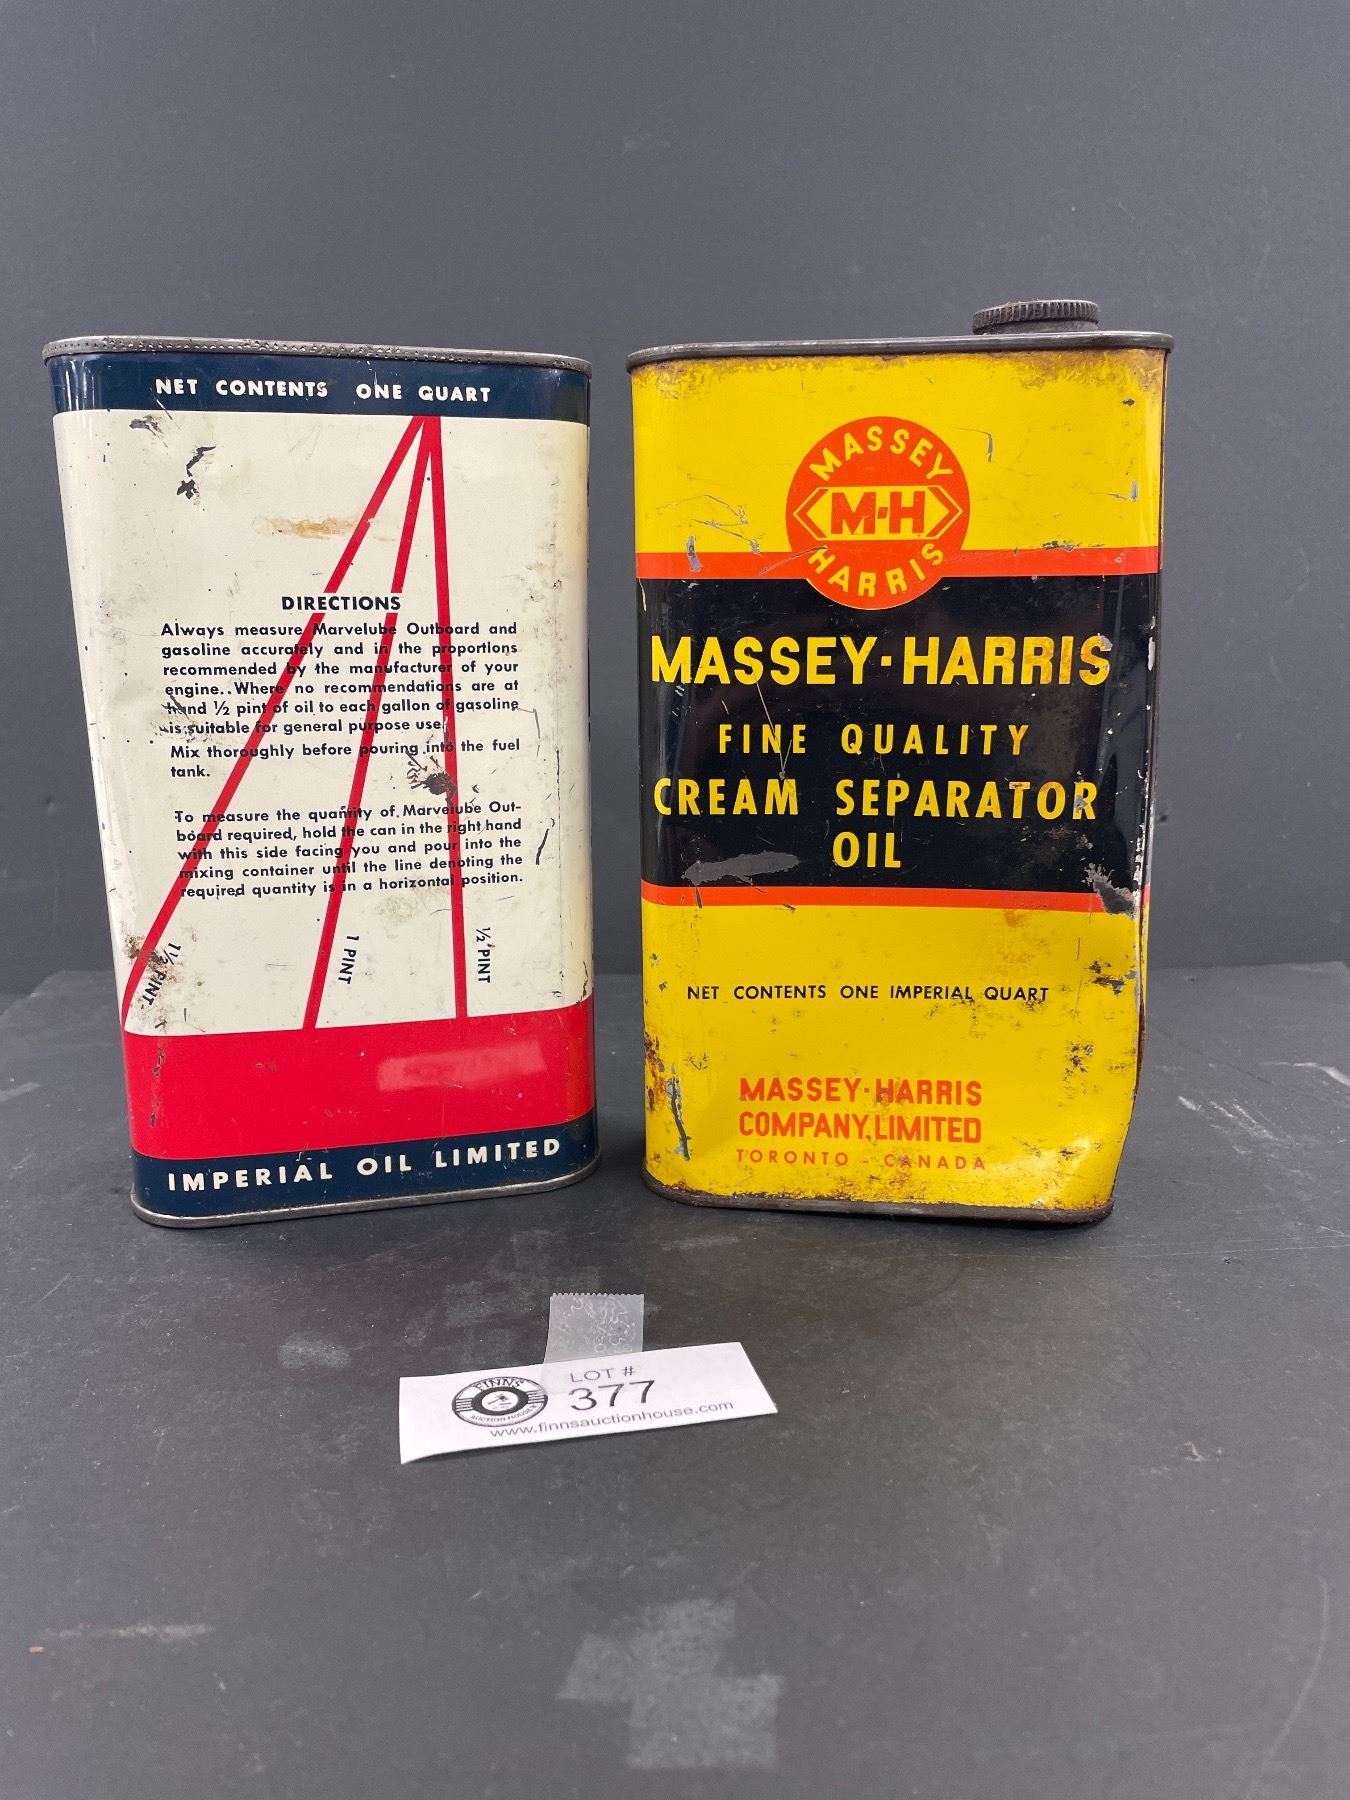 NET CONTENTS ONE QUART
DIRECTIONS
Always measure Marvelube Outboard and
gasoline accurately and in the proportions
recommended by the manufacturer of your
engine. Where no recommendations are at
hand ½ pint of oil to each gallon of gasoline
is suitable for general purpose use.
Mix thoroughly before pouring into the fuel
tank.
To measure the quantity of Marvelube Out-
board required, hold the can in the right hand
with this side facing you and pour into the
mixing container until the line denoting the
required quantity is in a horizontal position.
1½ PINT
1 PINT
½ PINT
IMPERIAL OIL LIMITED
MASSEY
M-H
HARRIS
MASSEY-HARRIS
FINE QUALITY
CREAM SEPARATOR
OIL
NET CONTENTS ONE IMPERIAL QUART
MASSEY-HARRIS
COMPANY, LIMITED
TORONTO - CANADA
FINNS
AUCTION HOUSE
LOT #
377
www.finnsauctionhouse.com